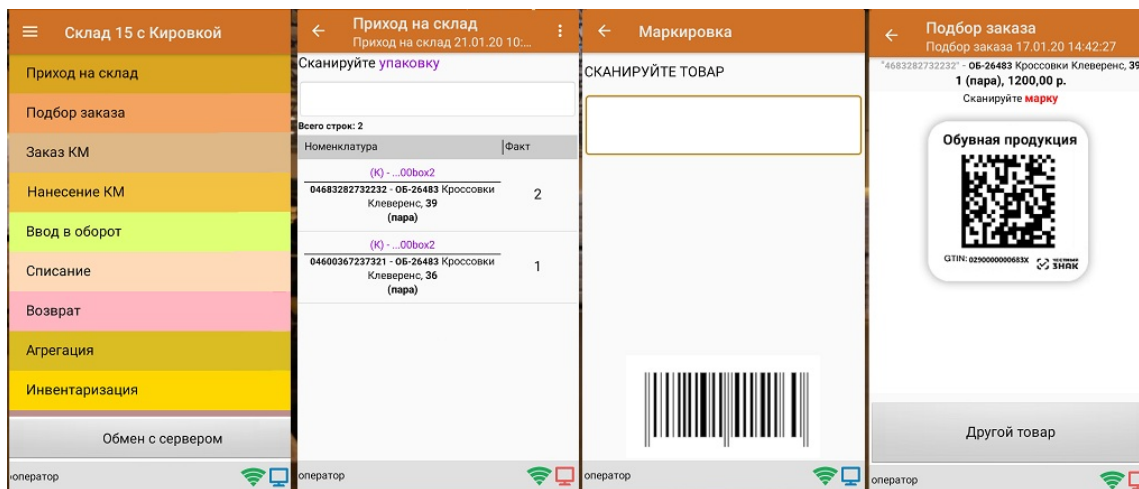 Склад 15 с Кировкой
Приход на склад
Подбор заказа
Заказ КМ
Нанесение КМ
Ввод в оборот
Списание
Возврат
Агрегация
Инвентаризация
Обмен с сервером
оператор
Приход на склад
Приход на склад 21.01.20 10:...
Сканируйте упаковку
Всего строк: 2
Номенклатура Факт
(К) - ...00box2
04683282732232 - ОБ-26483 Кроссовки
Клеверенс, 39
(пара)
2
(К) - ...00box2
04600367237321 - ОБ-26483 Кроссовки
Клеверенс, 36
(пара)
1
оператор
Маркировка
СКАНИРУЙТЕ ТОВАР
оператор
Подбор заказа
Подбор заказа 17.01.20 14:42:27
"4683282732232" - ОБ-26483 Кроссовки Клеверенс, 39
1 (пара), 1200,00 р.
Сканируйте марку
Обувная продукция
GTIN: 0290000000683X
ЧЕСТНЫЙ
ЗНАК
Другой товар
оператор